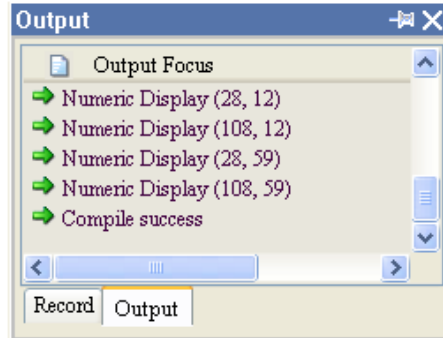 Output
Output Focus
Numeric Display (28, 12)
Numeric Display (108, 12)
Numeric Display (28, 59)
Numeric Display (108, 59)
Compile success
Record Output